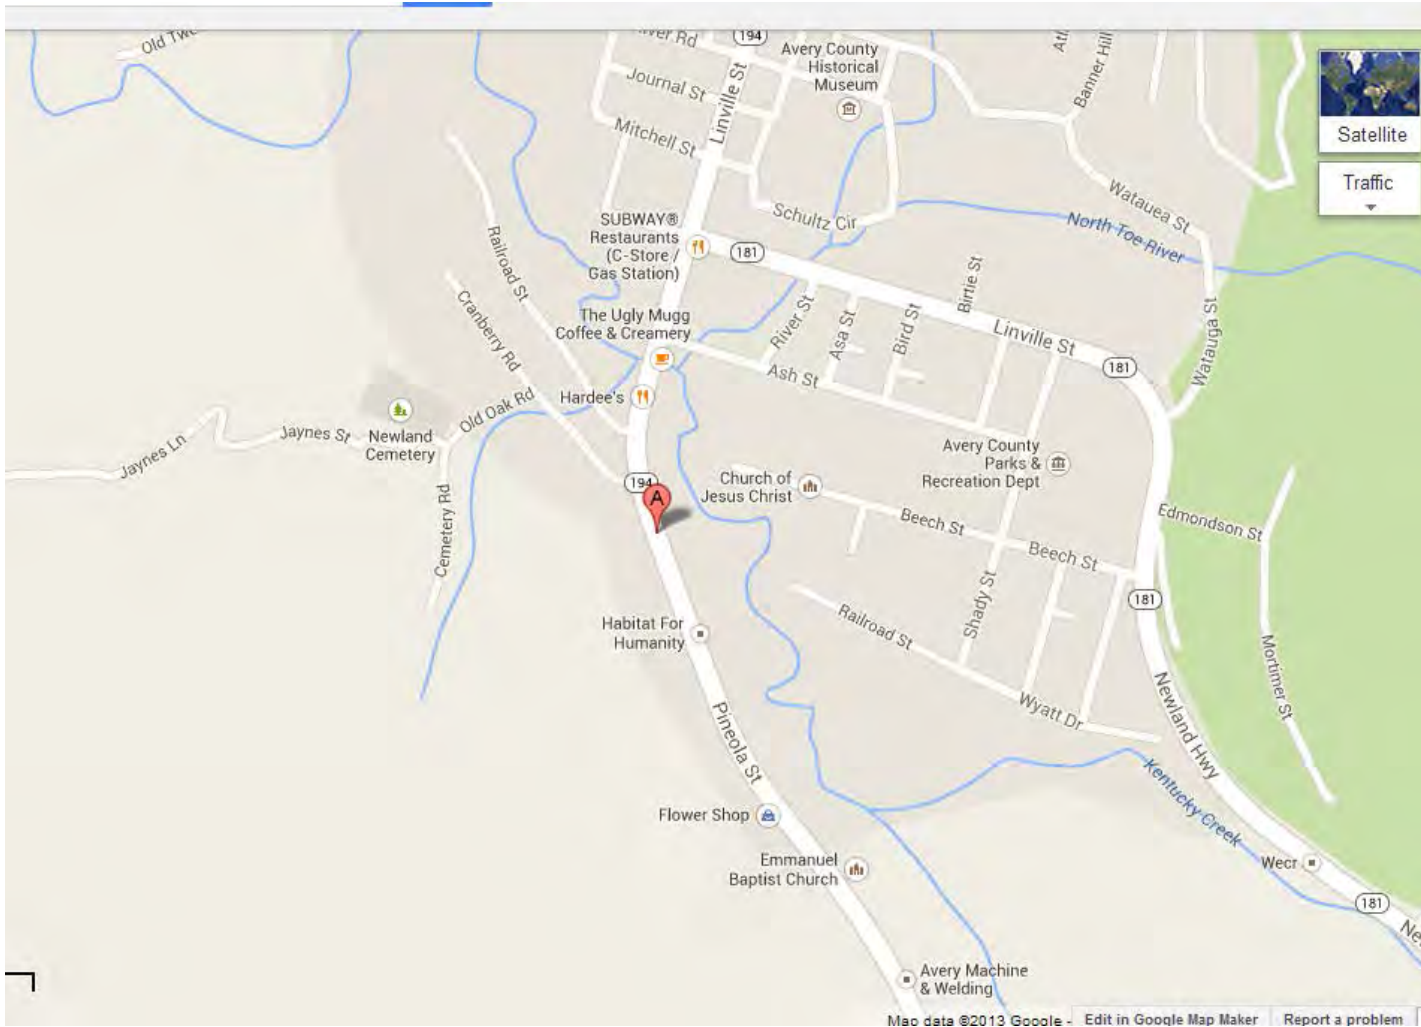 Old Two
River Rd
194
Avery County
Historical
Museum
Banner Hill
Satellite
Traffic
Journal St
Linville St
Mitchell St
Schultz Cir
Watauea St
North Toe River
SUBWAY®
Restaurants
(C-Store /
Gas Station)
181
Railroad St
Cranberry Rd
The Ugly Mugg
Coffee & Creamery
River St
Asa St
Bird St
Birtie St
Linville St
181
Watauga St
Ash St
Hardee's
Old Oak Rd
Jaynes Ln
Jaynes St
Newland
Cemetery
Cemetery Rd
194
A
Church of
Jesus Christ
Avery County
Parks &
Recreation Dept
Beech St
Beech St
Edmondson St
181
Shady St
Railroad St
Wyatt Dr
Mortimer St
Newland Hwy
Habitat For
Humanity
Pineola St
Kentucky Creek
Flower Shop
Emmanuel
Baptist Church
Wecr
181
Avery Machine
& Welding
Map data ©2013 Google -
Edit in Google Map Maker
Report a problem